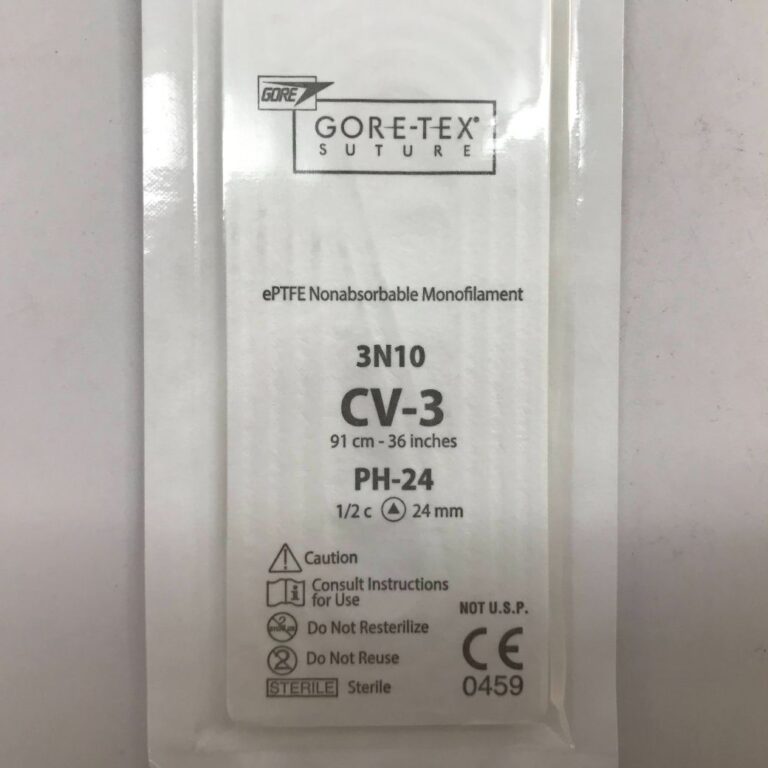 GORE
GORE-TEX®
SUTURE
ePTFE Nonabsorbable Monofilament
3N10
CV-3
91 cm - 36 inches
PH-24
1/2 c 24 mm
Caution
Consult Instructions
for Use
NOT U.S.P.
Do Not Resterilize
Do Not Reuse
CE
STERILE Sterile
0459